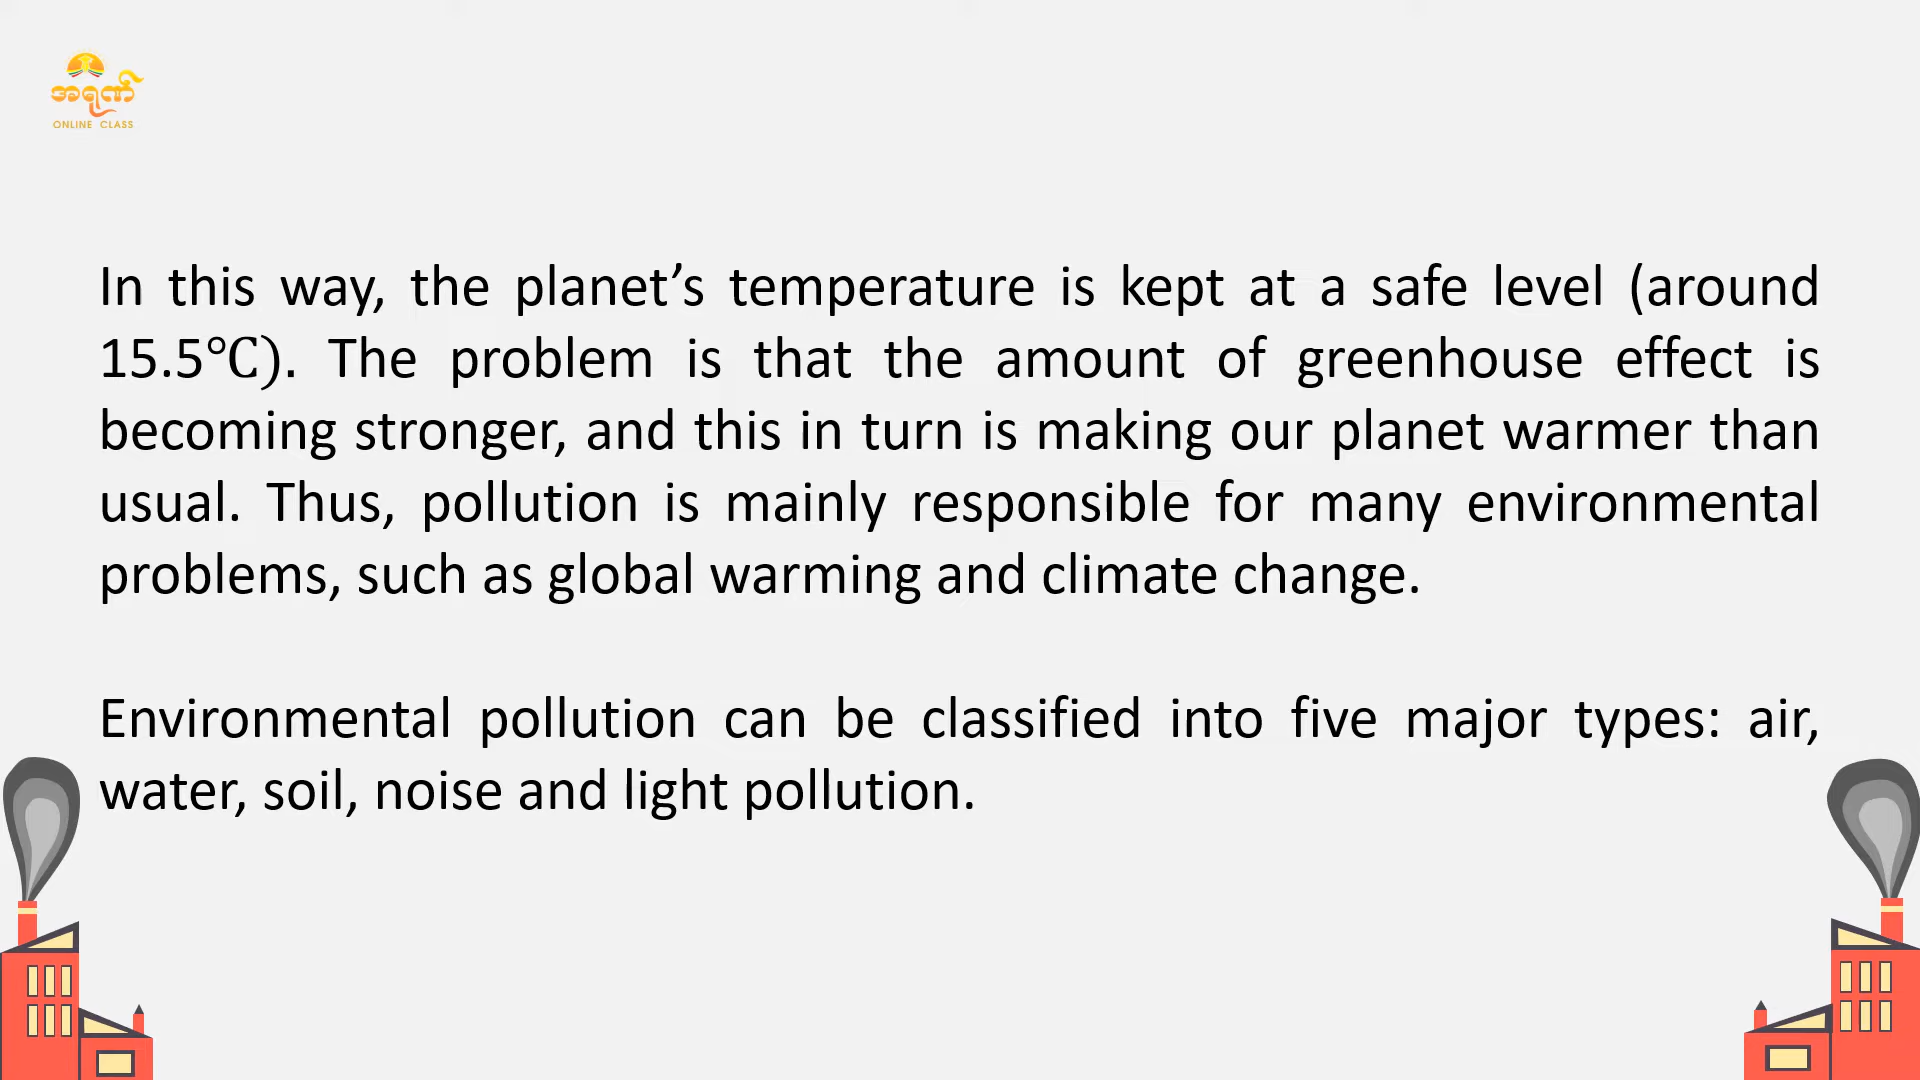 အရုဏ်
ONLINE CLASS
In this way, the planet’s temperature is kept at a safe level (around
15.5℃). The problem is that the amount of greenhouse effect is
becoming stronger, and this in turn is making our planet warmer than
usual. Thus, pollution is mainly responsible for many environmental
problems, such as global warming and climate change.
Environmental pollution can be classified into five major types: air,
water, soil, noise and light pollution.